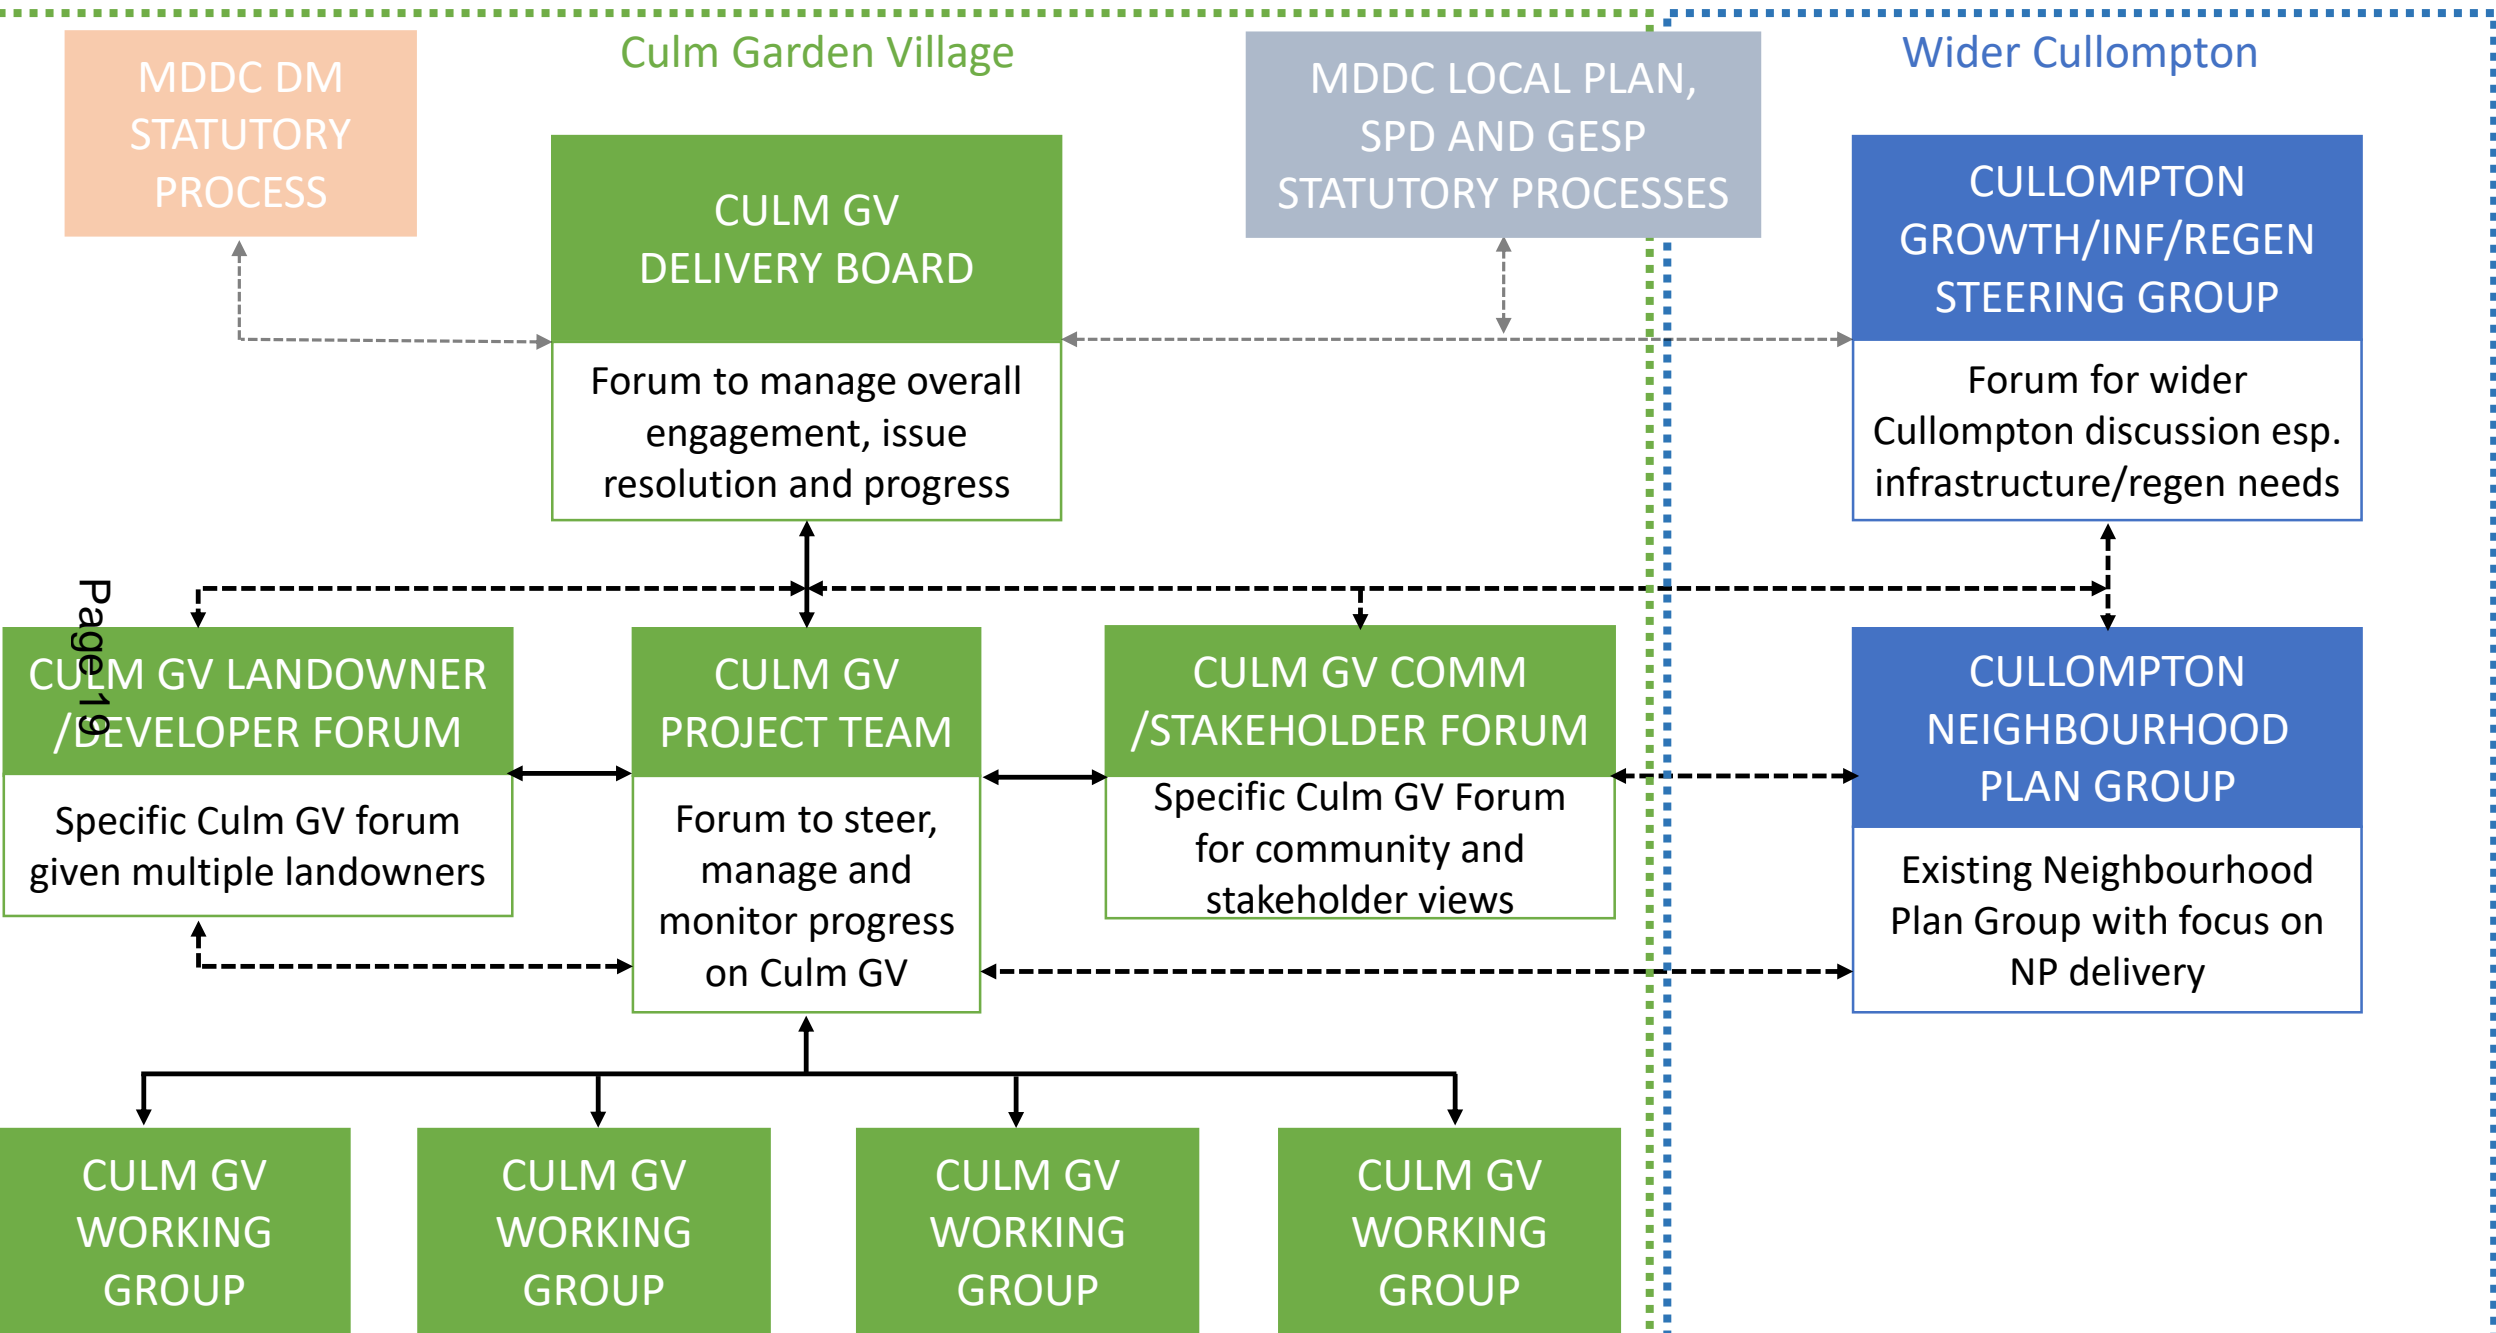 Culm Garden Village
Wider Cullompton
MDDC DM
STATUTORY
PROCESS
MDDC LOCAL PLAN,
SPD AND GESP
STATUTORY PROCESSES
CULM GV
DELIVERY BOARD
Forum to manage overall
engagement, issue
resolution and progress
CULLOMPTON
GROWTH/INF/REGEN
STEERING GROUP
Forum for wider
Cullompton discussion esp.
infrastructure/regen needs
Page 19
CULM GV LANDOWNER
/DEVELOPER FORUM
Specific Culm GV forum
given multiple landowners
CULM GV
PROJECT TEAM
Forum to steer,
manage and
monitor progress
on Culm GV
CULM GV COMM
/STAKEHOLDER FORUM
Specific Culm GV Forum
for community and
stakeholder views
CULLOMPTON
NEIGHBOURHOOD
PLAN GROUP
Existing Neighbourhood
Plan Group with focus on
NP delivery
CULM GV
WORKING
GROUP
CULM GV
WORKING
GROUP
CULM GV
WORKING
GROUP
CULM GV
WORKING
GROUP